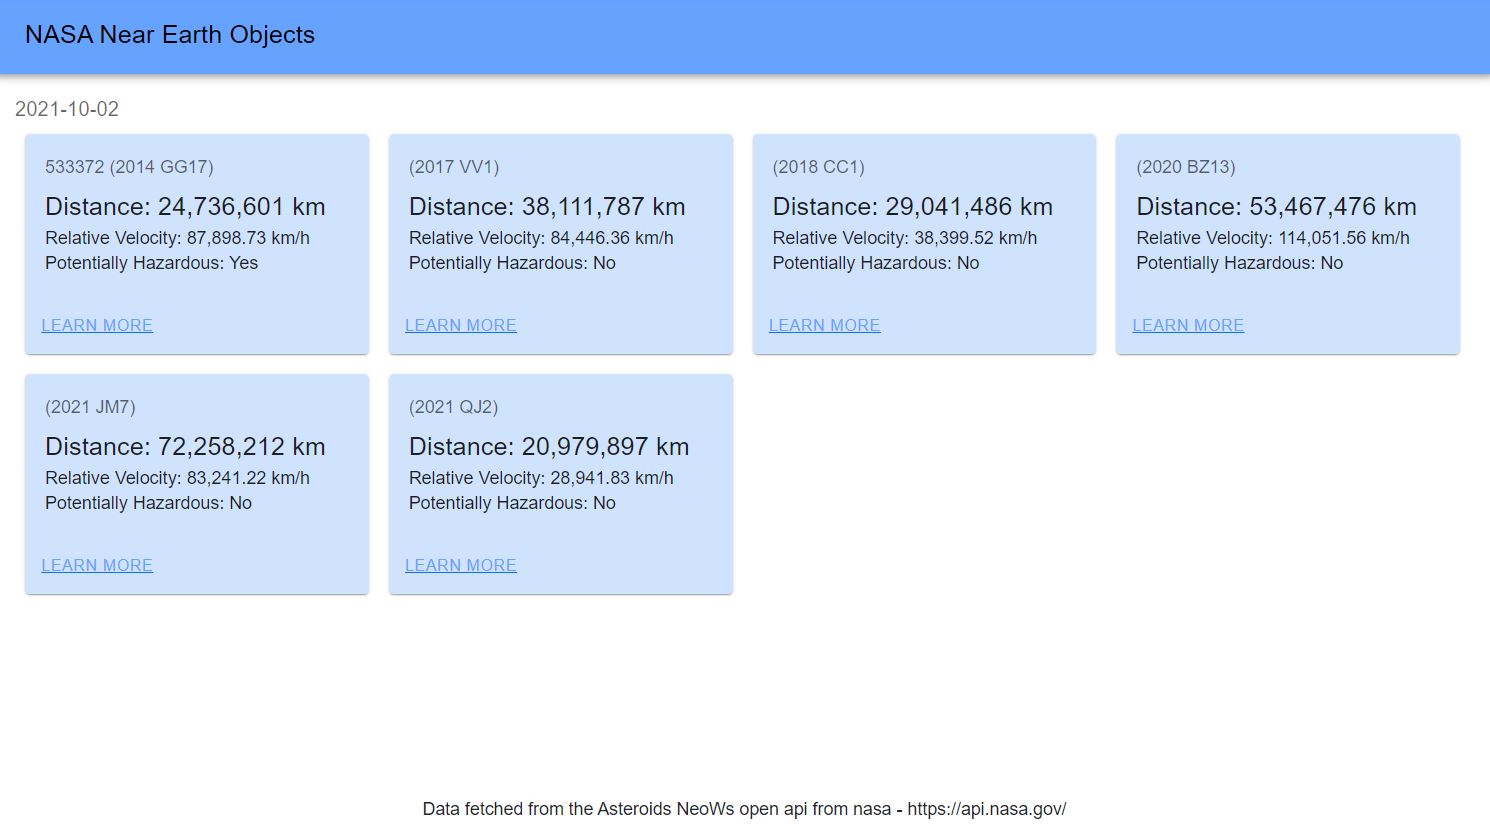 NASA Near Earth Objects
2021-10-02
533372 (2014 GG17)
Distance: 24,736,601 km
Relative Velocity: 87,898.73 km/h
Potentially Hazardous: Yes
LEARN MORE
(2017 VV1)
Distance: 38,111,787 km
Relative Velocity: 84,446.36 km/h
Potentially Hazardous: No
LEARN MORE
(2018 CC1)
Distance: 29,041,486 km
Relative Velocity: 38,399.52 km/h
Potentially Hazardous: No
LEARN MORE
(2020 BZ13)
Distance: 53,467,476 km
Relative Velocity: 114,051.56 km/h
Potentially Hazardous: No
LEARN MORE
(2021 JM7)
Distance: 72,258,212 km
Relative Velocity: 83,241.22 km/h
Potentially Hazardous: No
LEARN MORE
(2021 QJ2)
Distance: 20,979,897 km
Relative Velocity: 28,941.83 km/h
Potentially Hazardous: No
LEARN MORE
Data fetched from the Asteroids NeoWs open api from nasa - https://api.nasa.gov/